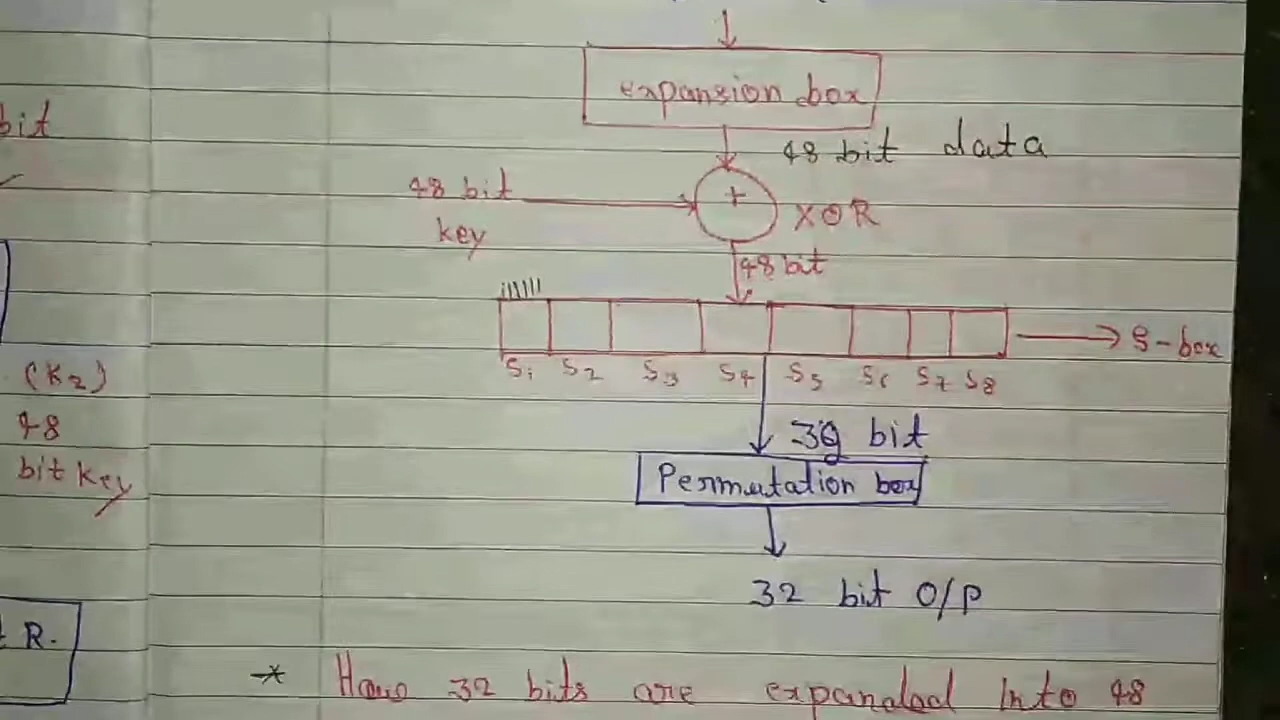 expansion box
bit
48 bit data
48 bit
+
XOR
key
48 bit
S-box
S1 S2 S3 S4 S5 S6 S7 S8
(K2)
48
bit key
bit
Permutation box
32 bit O/P
R.
* How 32 bits are expanded into 48